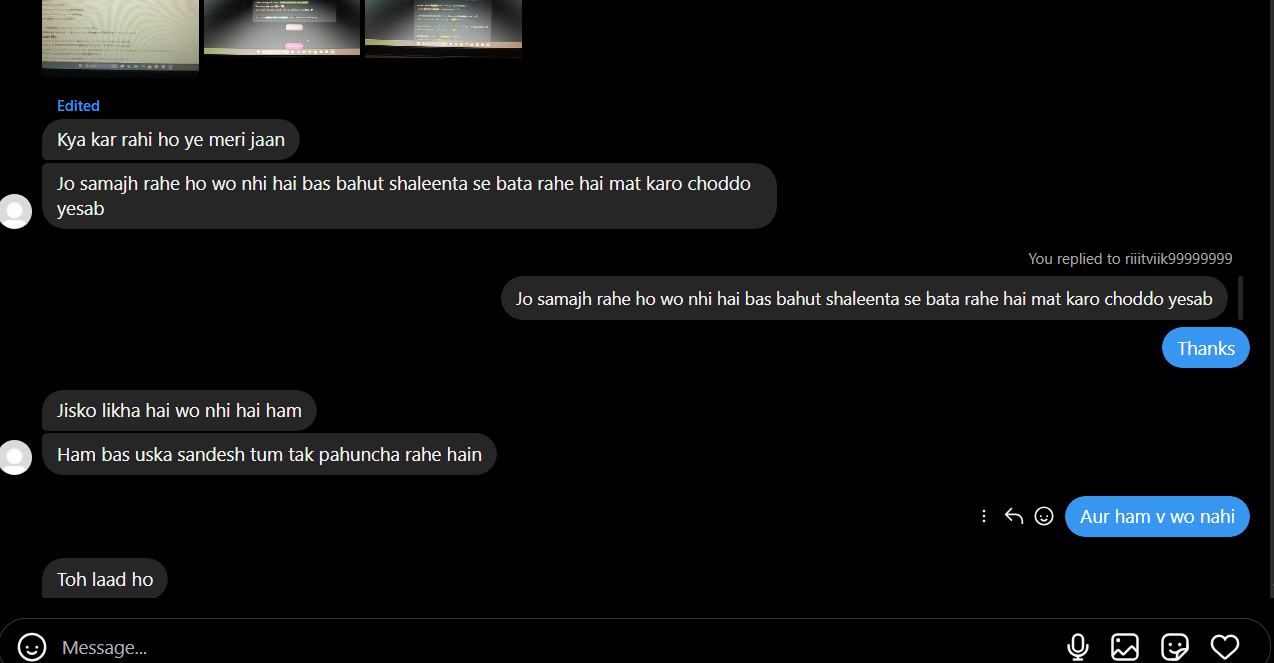 Edited
Kya kar rahi ho ye meri jaan
Jo samajh rahe ho wo nhi hai bas bahut shaleenta se bata rahe hai mat karo choddo
yesab
You replied to riiitviik99999999
Jo samajh rahe ho wo nhi hai bas bahut shaleenta se bata rahe hai mat karo choddo yesab
Thanks
Jisko likha hai wo nhi hai ham
Ham bas uska sandesh tum tak pahuncha rahe hain
Aur ham v wo nahi
Toh laad ho
Message...